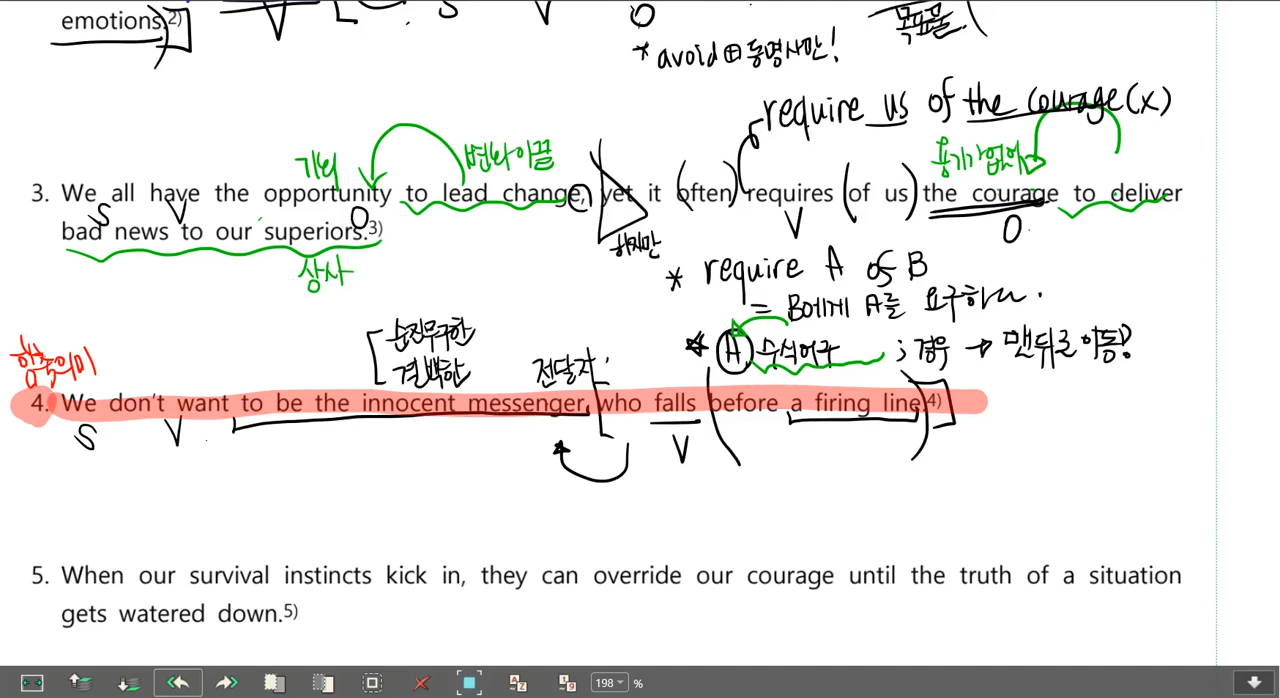 emotions.2)
S V O
목표물
* avoid ⊕ 동명사만!
require us of the courage (x)
기회 변화 이끌 용기가 없어
3. We all have the opportunity to lead change, yet it (often) requires (of us) the courage to deliver
S V O V O
bad news to our superiors.3)
상사 하지만
* require A of B
= B에게 A를 요구하다.
* A 수식어구 ; 경우 → 맨뒤로 이동!
함축의미
순진무구한
결백한
전달자
4. We don't want to be the innocent messenger who falls before a firing line.4)
S V V
5. When our survival instincts kick in, they can override our courage until the truth of a situation
gets watered down.5)
198 %